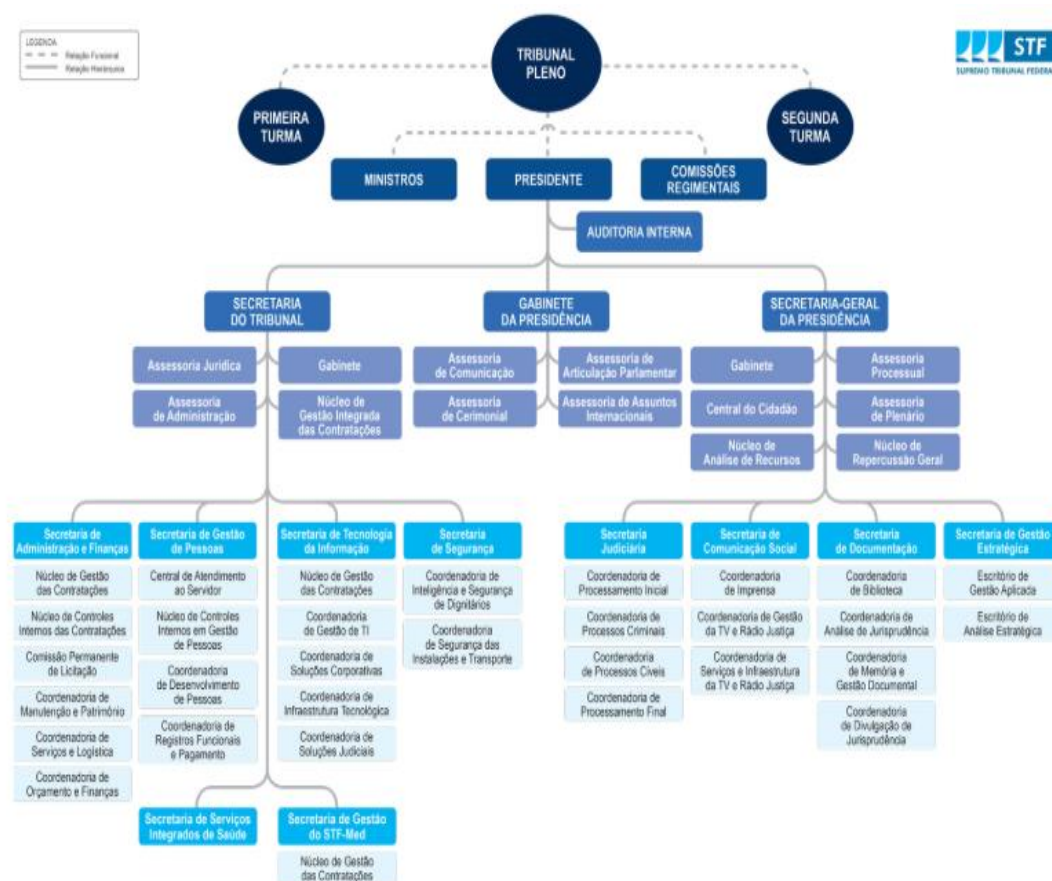 LEGENDA
Relação Funcional
Relação Hierárquica
STF
SUPREMO TRIBUNAL FEDERAL
TRIBUNAL
PLENO
PRIMEIRA
TURMA
SEGUNDA
TURMA
MINISTROS
PRESIDENTE
COMISSÕES
REGIMENTAIS
AUDITORIA INTERNA
SECRETARIA
DO TRIBUNAL
GABINETE
DA PRESIDÊNCIA
SECRETARIA-GERAL
DA PRESIDÊNCIA
Assessoria Jurídica
Gabinete
Assessoria
de Administração
Núcleo de
Gestão Integrada
das Contratações
Assessoria
de Comunicação
Assessoria de
Articulação Parlamentar
Assessoria
de Cerimonial
Assessoria de Assuntos
Internacionais
Gabinete
Assessoria
Processual
Central do Cidadão
Assessoria
de Plenário
Núcleo de
Análise de Recursos
Núcleo de
Repercussão Geral
Secretaria de
Administração e Finanças
Núcleo de Gestão
das Contratações
Núcleo de Controles
Internos das Contratações
Comissão Permanente
de Licitação
Coordenadoria de
Manutenção e Patrimônio
Coordenadoria de
Serviços e Logística
Coordenadoria de
Orçamento e Finanças
Secretaria de Gestão
de Pessoas
Central de Atendimento
ao Servidor
Núcleo de Controles
Internos em Gestão
de Pessoas
Coordenadoria
de Desenvolvimento
de Pessoas
Coordenadoria de
Registros Funcionais
e Pagamento
Secretaria de Tecnologia
da Informação
Núcleo de Gestão
das Contratações
Coordenadoria
de Gestão de TI
Coordenadoria de
Soluções Corporativas
Coordenadoria de
Infraestrutura Tecnológica
Coordenadoria de
Soluções Judiciais
Secretaria
de Segurança
Coordenadoria de
Inteligência e Segurança
de Dignitários
Coordenadoria
de Segurança das
Instalações e Transporte
Secretaria
Judiciária
Coordenadoria de
Processamento Inicial
Coordenadoria de
Processos Criminais
Coordenadoria
de Processos Cíveis
Coordenadoria de
Processamento Final
Secretaria de
Comunicação Social
Coordenadoria
de Imprensa
Coordenadoria de Gestão
da TV e Rádio Justiça
Coordenadoria de
Serviços e Infraestrutura
da TV e Rádio Justiça
Secretaria
de Documentação
Coordenadoria de
Biblioteca
Coordenadoria de
Análise de Jurisprudência
Coordenadoria de
Memória e
Gestão Documental
Coordenadoria
de Divulgação de
Jurisprudência
Secretaria de Gestão
Estratégica
Escritório de
Gestão Aplicada
Escritório de
Análise Estratégica
Secretaria de Serviços
Integrados de Saúde
Secretaria de Gestão
do STF-Med
Núcleo de Gestão
das Contratações